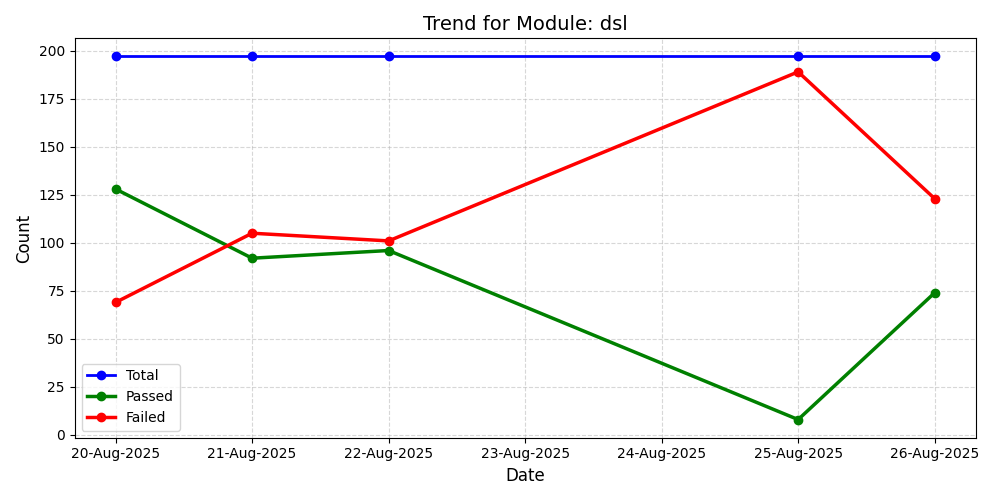 Trend for Module: dsl
200
175
150
125
100
75
50
25
0
Count
Total
Passed
Failed
20-Aug-2025 21-Aug-2025 22-Aug-2025 23-Aug-2025 24-Aug-2025 25-Aug-2025 26-Aug-2025
Date